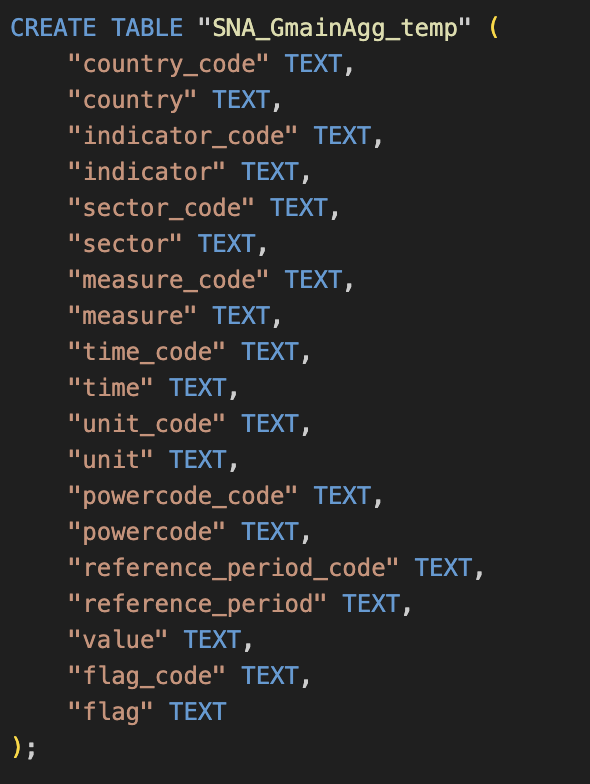 CREATE TABLE "SNA_GmainAgg_temp" (
    "country_code" TEXT,
    "country" TEXT,
    "indicator_code" TEXT,
    "indicator" TEXT,
    "sector_code" TEXT,
    "sector" TEXT,
    "measure_code" TEXT,
    "measure" TEXT,
    "time_code" TEXT,
    "time" TEXT,
    "unit_code" TEXT,
    "unit" TEXT,
    "powercode_code" TEXT,
    "powercode" TEXT,
    "reference_period_code" TEXT,
    "reference_period" TEXT,
    "value" TEXT,
    "flag_code" TEXT,
    "flag" TEXT
);